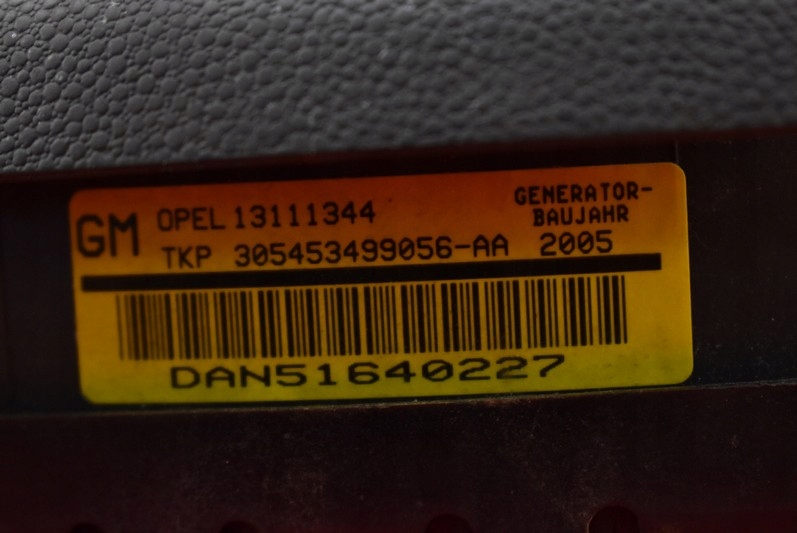 GM OPEL 13111344
TKP 305453499056-AA
GENERATOR-
BAUJAHR
2005
DAN51640227